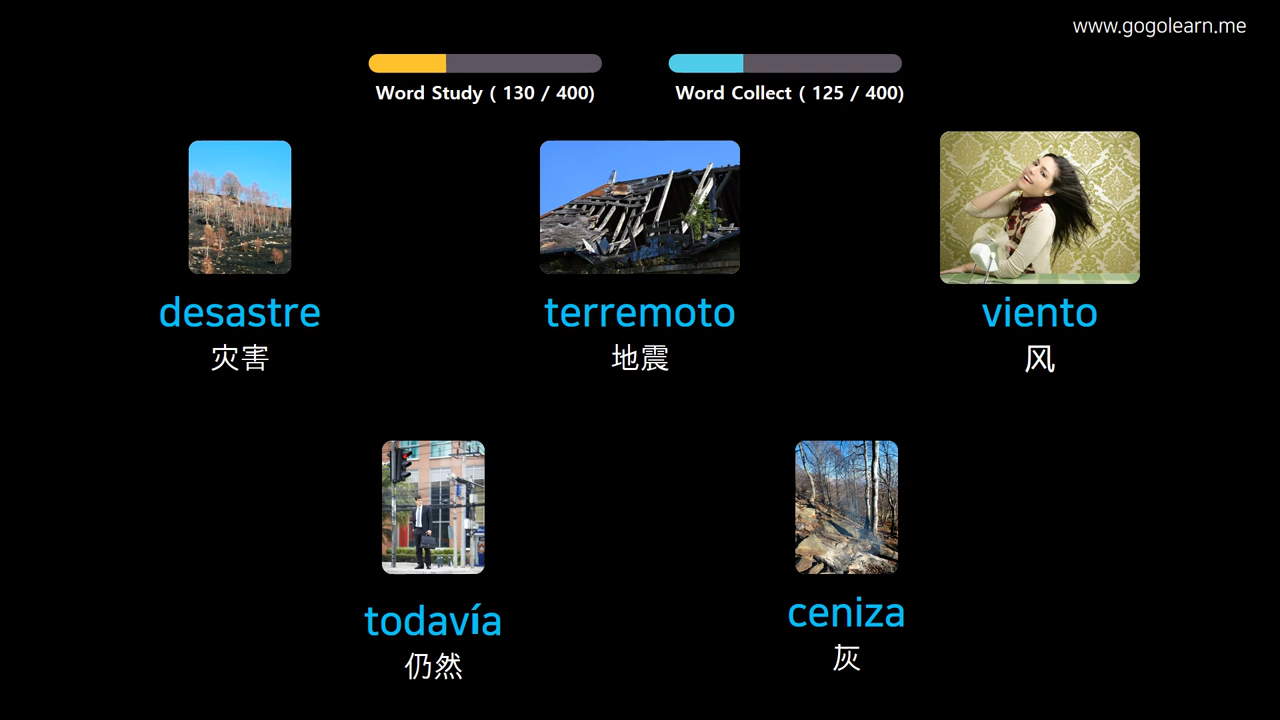 www.gogolearn.me
Word Study ( 130 / 400)
Word Collect ( 125 / 400)
desastre
灾害
terremoto
地震
viento
风
todavía
仍然
ceniza
灰